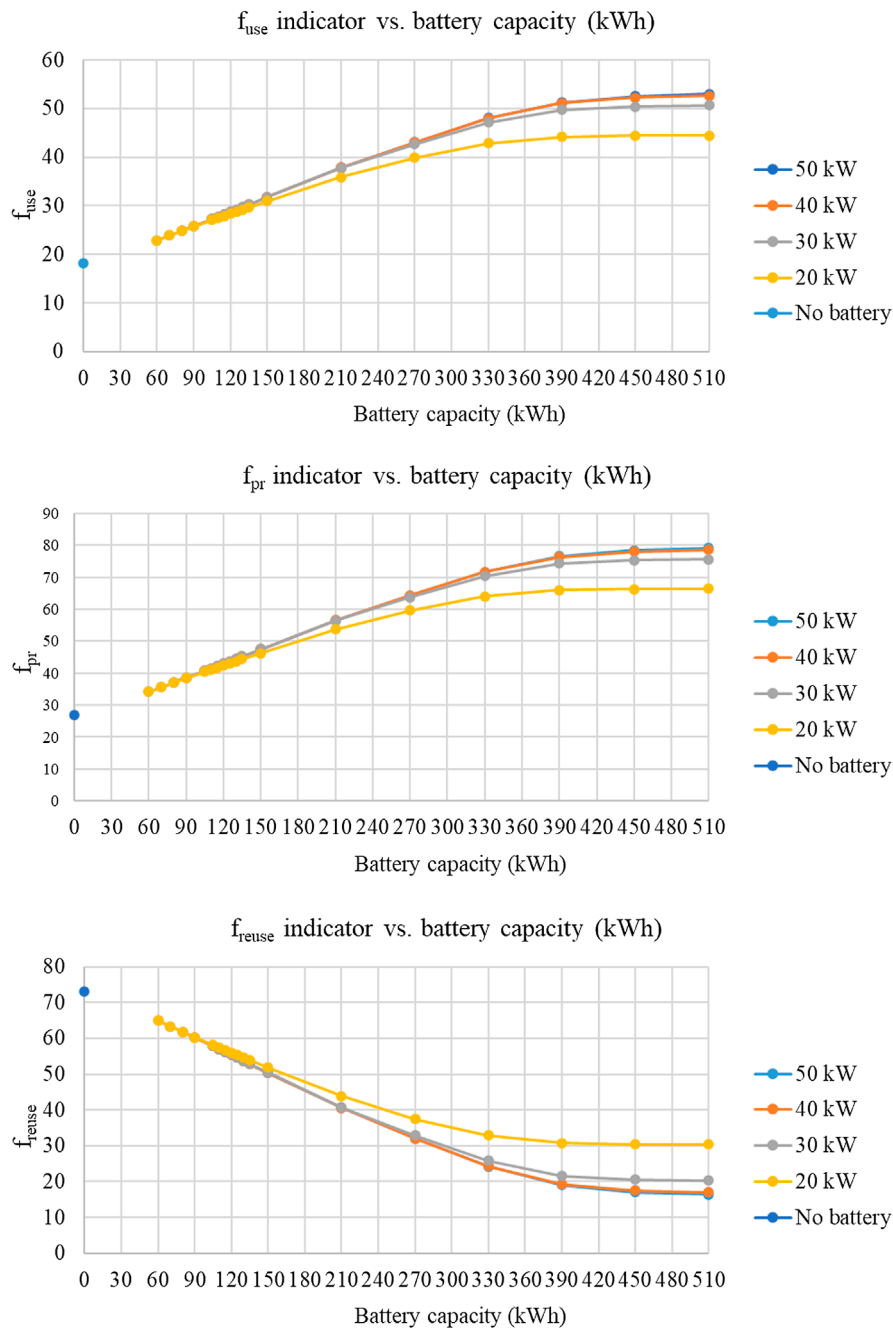 f_use indicator vs. battery capacity (kWh)
60
50
40
30
20
10
0
f_use
0 30 60 90 120 150 180 210 240 270 300 330 360 390 420 450 480 510
Battery capacity (kWh)
50 kW
40 kW
30 kW
20 kW
No battery
f_pr indicator vs. battery capacity (kWh)
90
80
70
60
50
40
30
20
10
0
f_pr
0 30 60 90 120 150 180 210 240 270 300 330 360 390 420 450 480 510
Battery capacity (kWh)
50 kW
40 kW
30 kW
20 kW
No battery
f_reuse indicator vs. battery capacity (kWh)
80
70
60
50
40
30
20
10
0
f_reuse
0 30 60 90 120 150 180 210 240 270 300 330 360 390 420 450 480 510
Battery capacity (kWh)
50 kW
40 kW
30 kW
20 kW
No battery